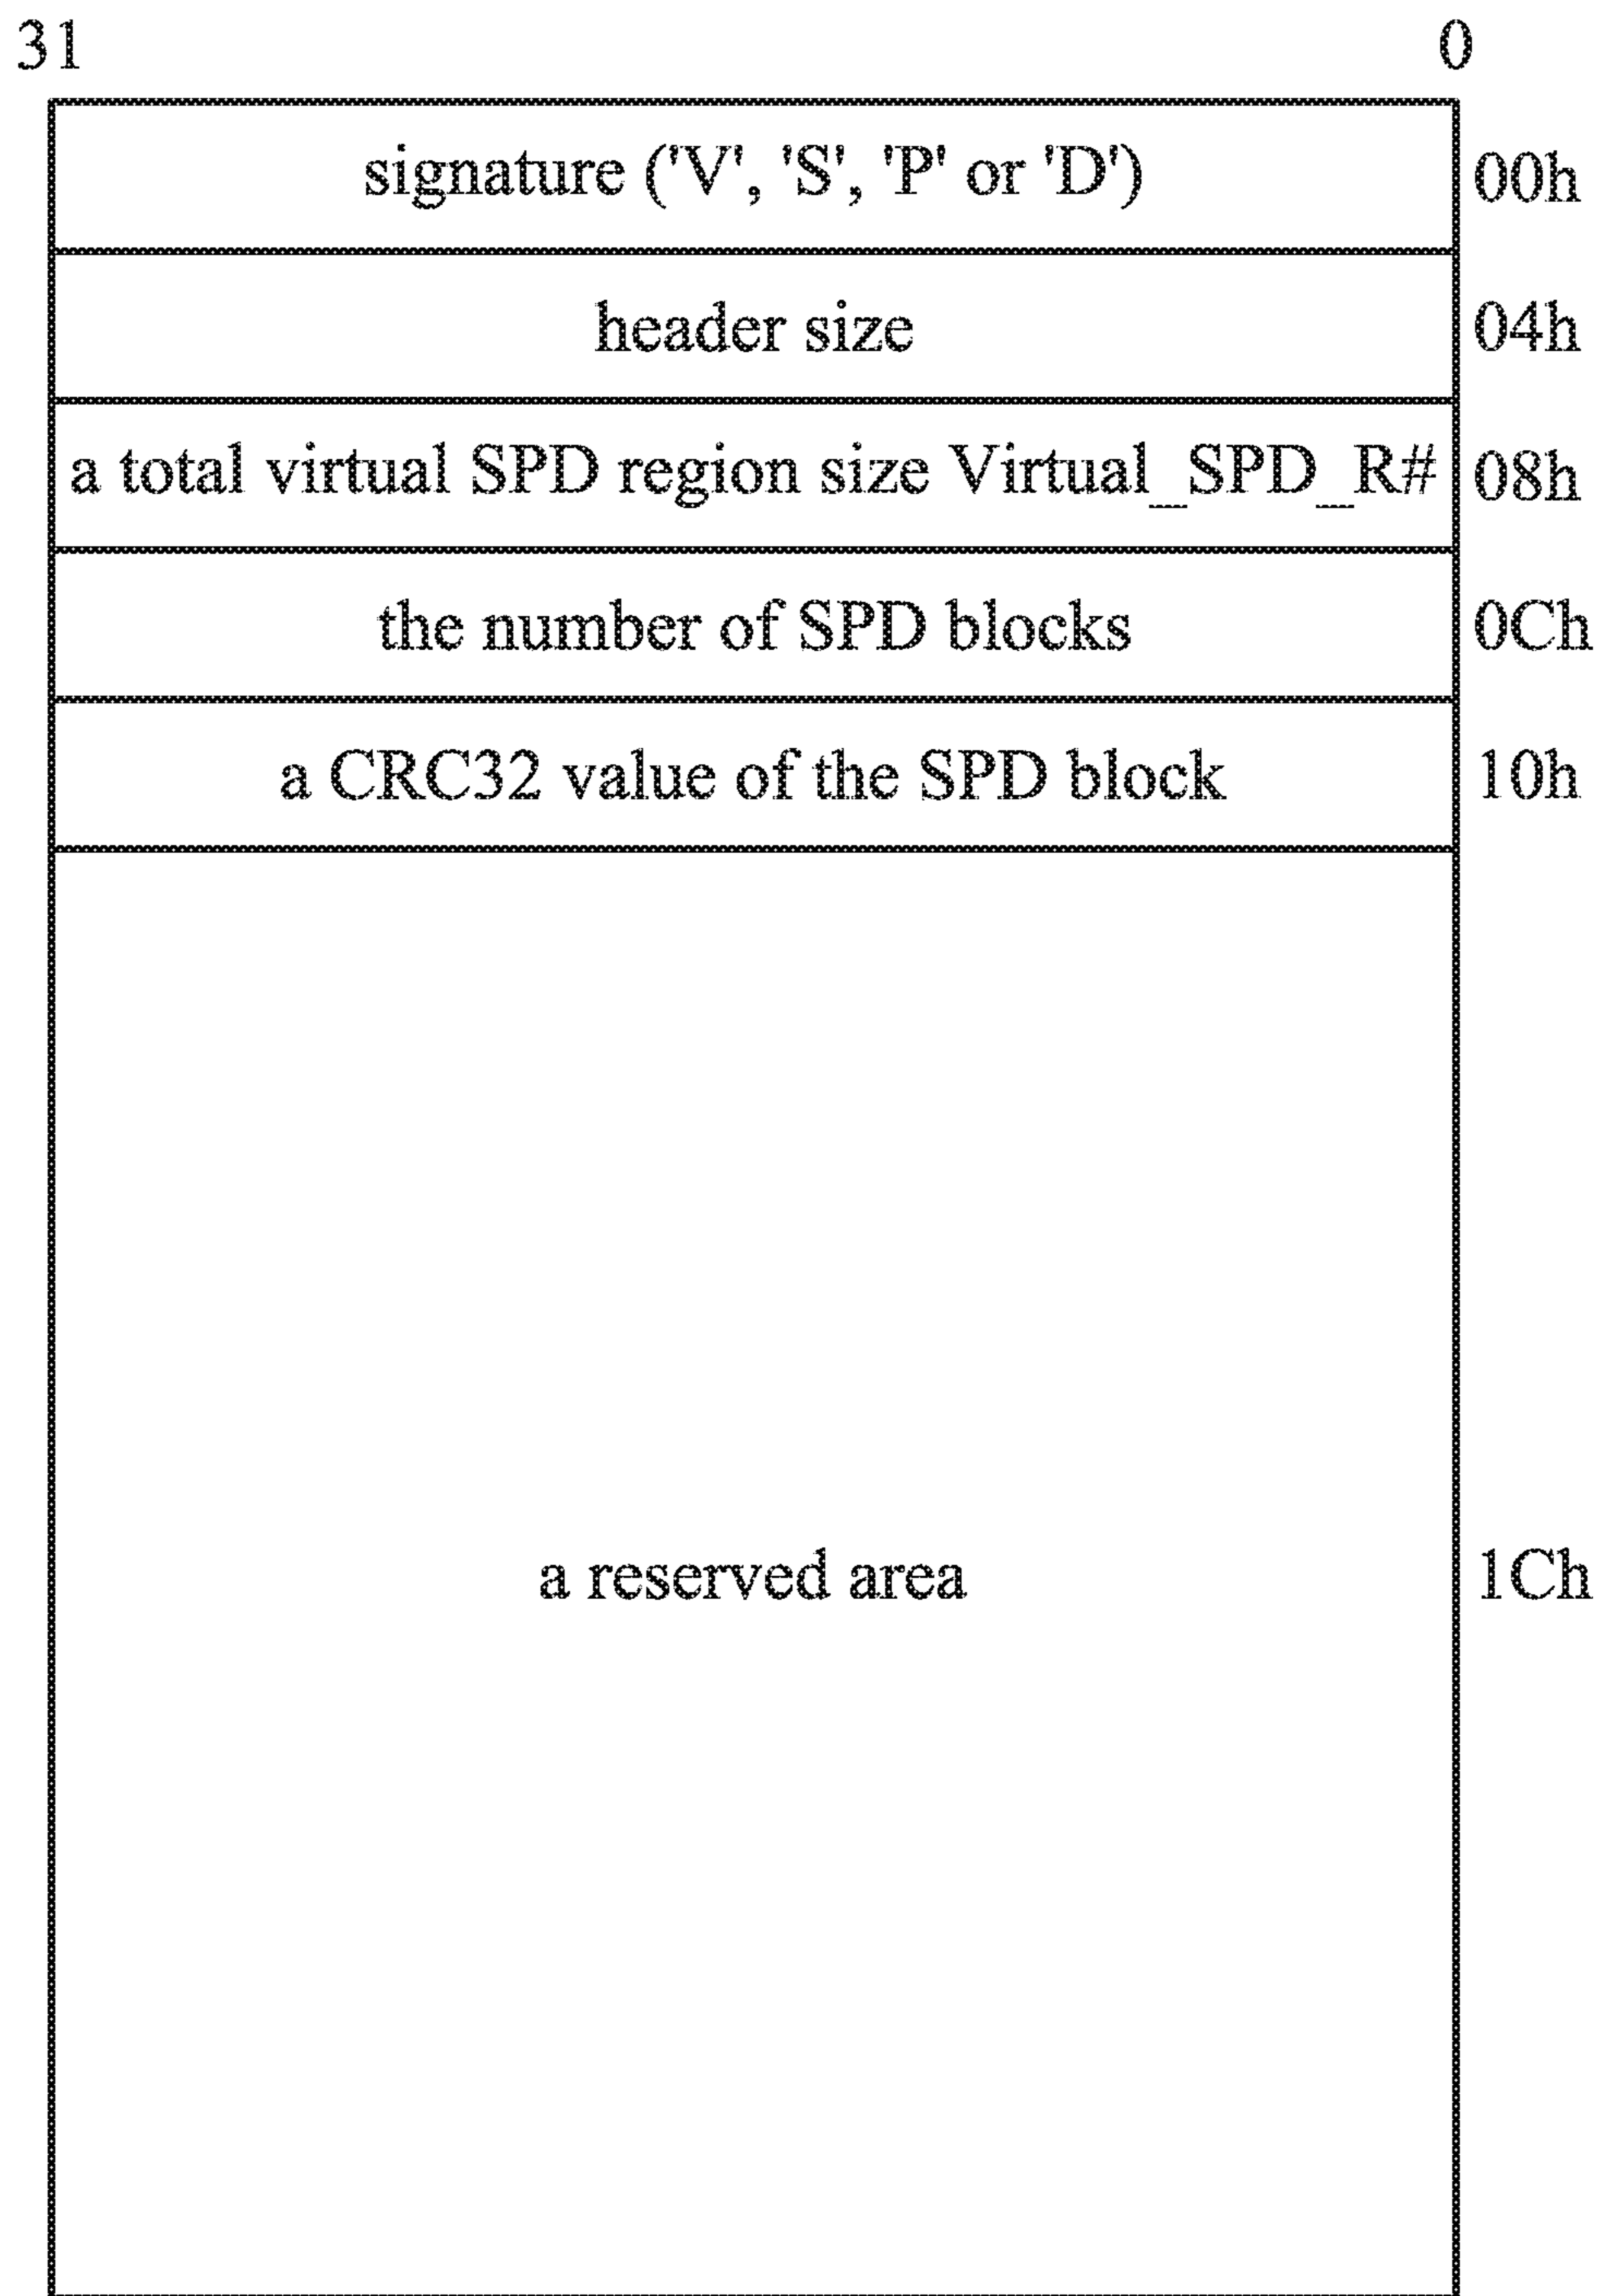 31 0
signature ('V', 'S', 'P' or 'D') 00h
header size 04h
a total virtual SPD region size Virtual_SPD_R# 08h
the number of SPD blocks 0Ch
a CRC32 value of the SPD block 10h
a reserved area 1Ch